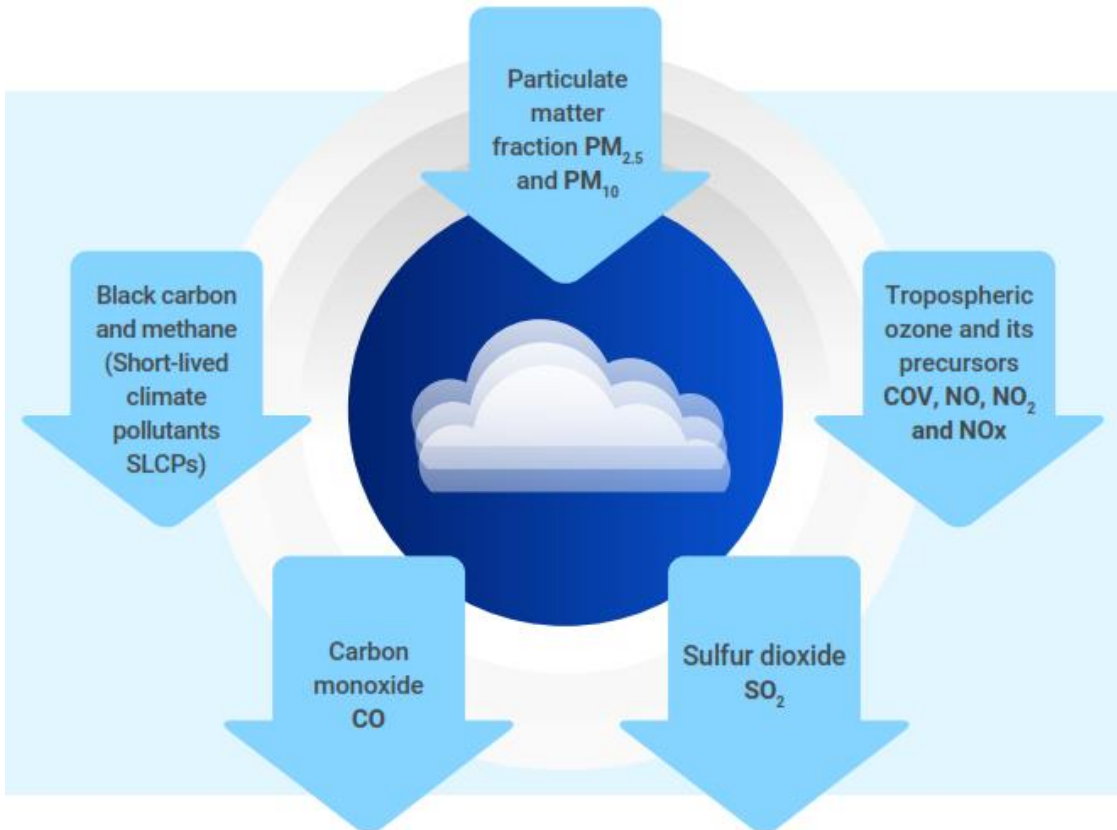 Particulate
matter
fraction PM2.5
and PM10
Black carbon
and methane
(Short-lived
climate
pollutants
SLCPs)
Tropospheric
ozone and its
precursors
COV, NO, NO2
and NOx
Carbon
monoxide
CO
Sulfur dioxide
SO2